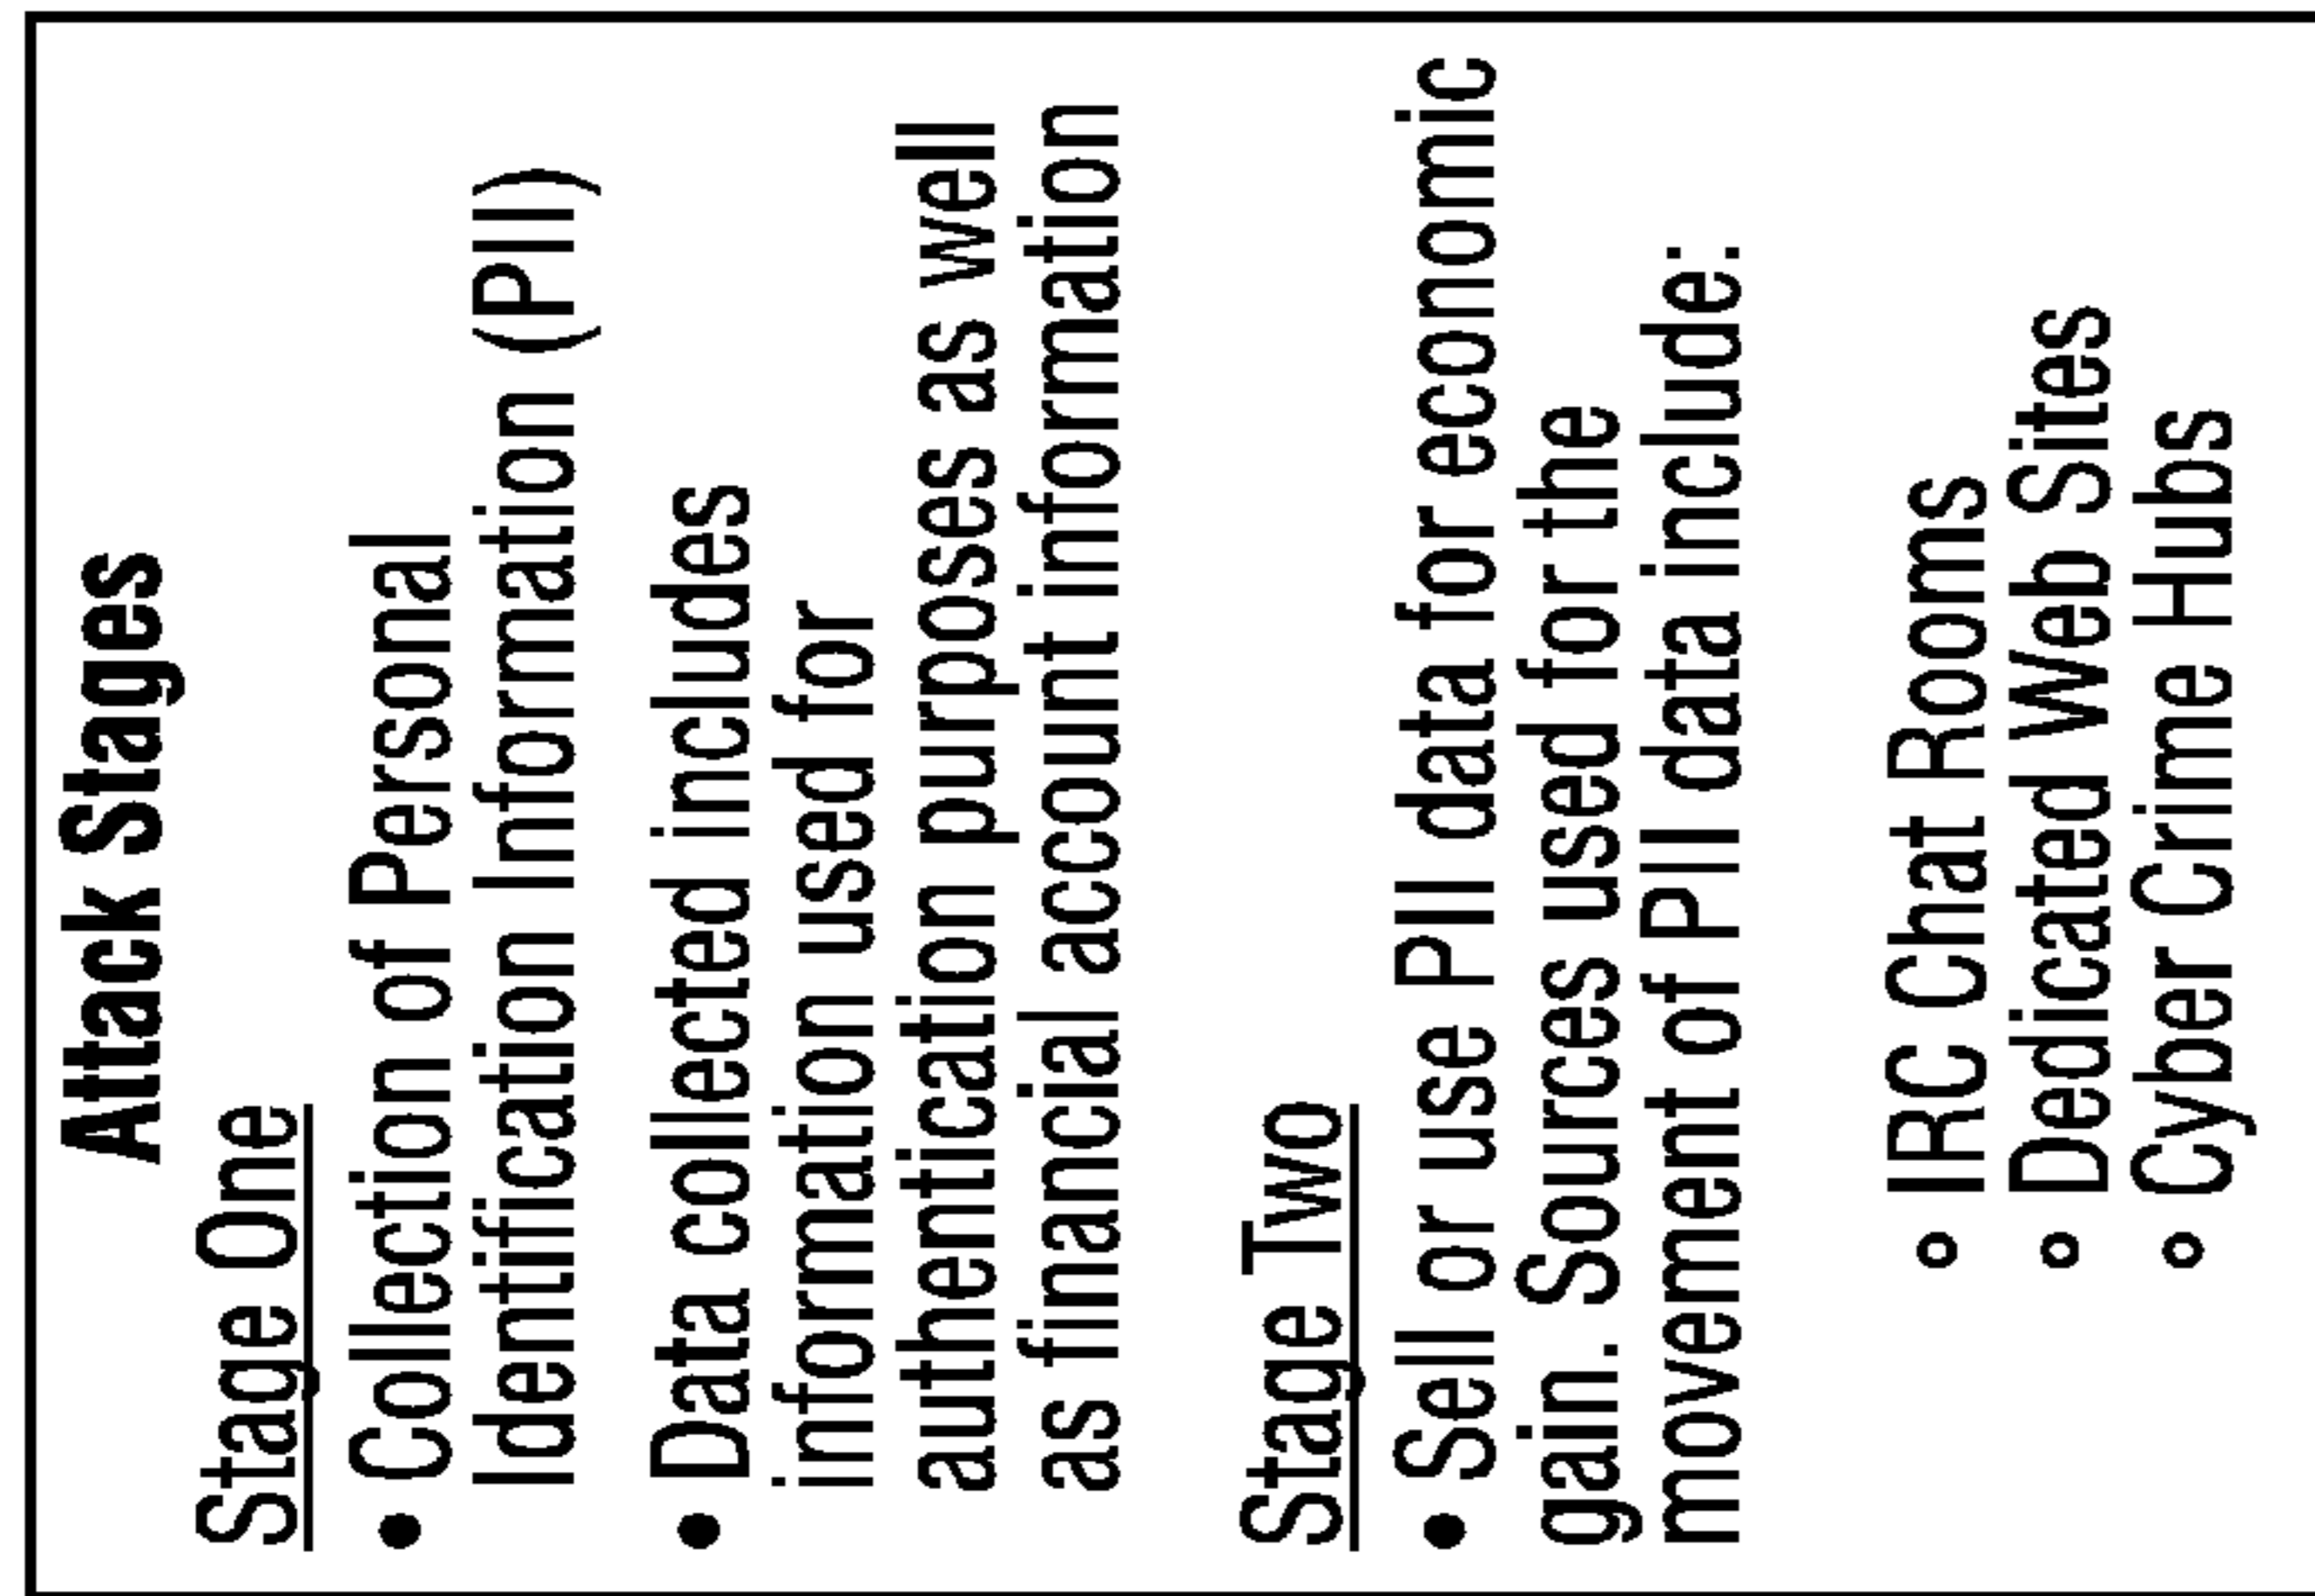 Attack Stages
Stage One
• Collection of Personal
Identification Information (PII)
• Data collected includes
information used for
authentication purposes as well
as financial account information
Stage Two
• Sell or use PII data for economic
gain. Sources used for the
movement of PII data include:
° IRC Chat Rooms
° Dedicated Web Sites
° Cyber Crime Hubs